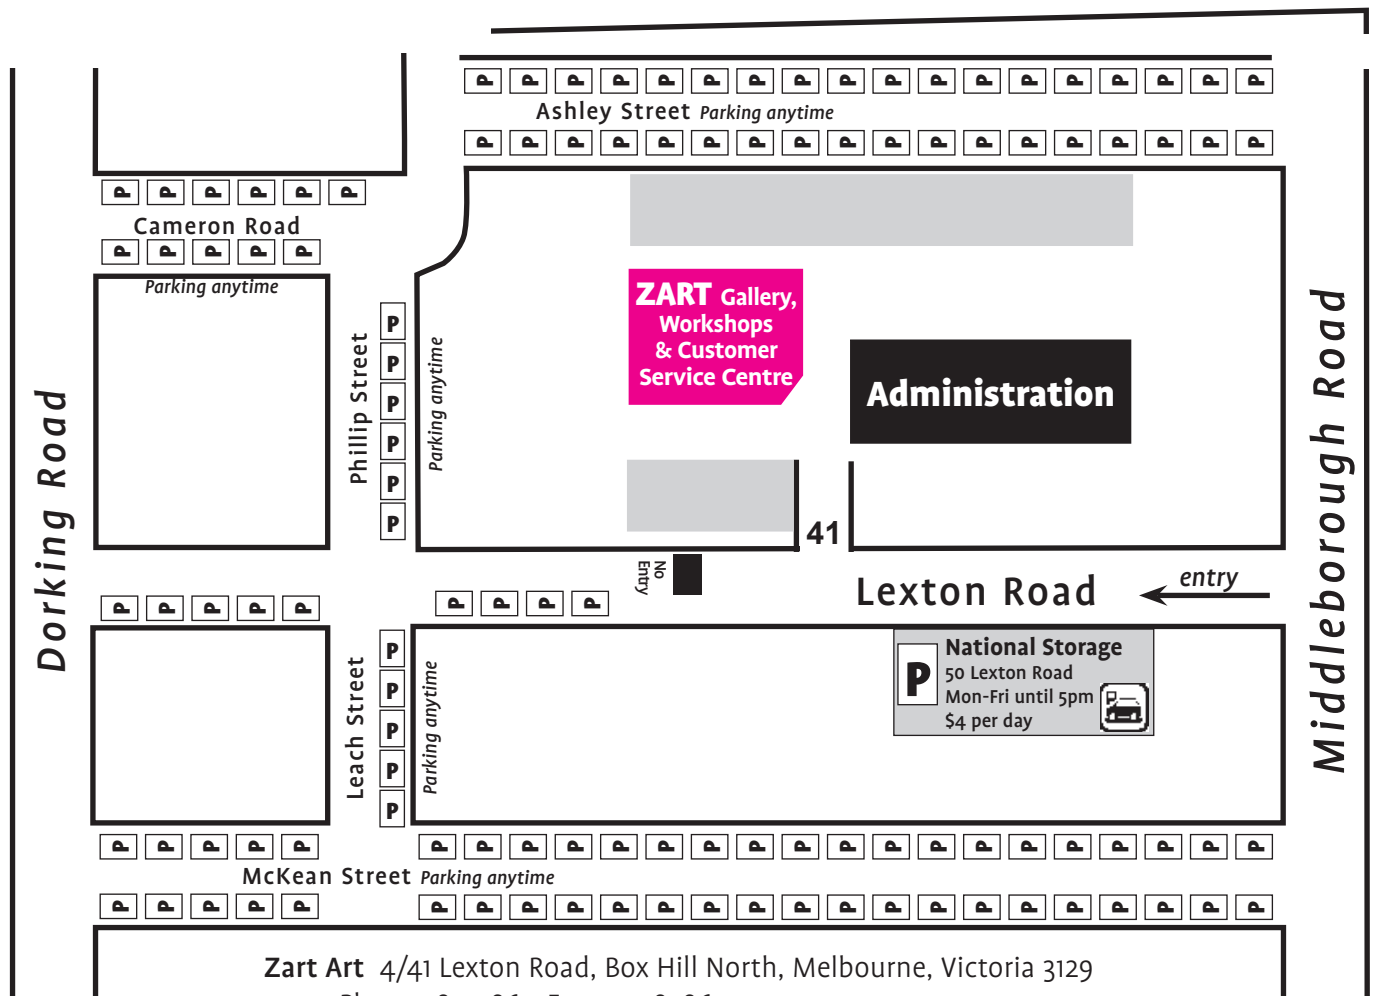 Ashley Street Parking anytime
Cameron Road
Parking anytime
ZART Gallery,
Workshops
& Customer
Service Centre
Administration
Phillip Street
Parking anytime
Dorking Road
Middleborough Road
41
No
Entry
Lexton Road
entry
P
National Storage
50 Lexton Road
Mon-Fri until 5pm
$4 per day
Leach Street
Parking anytime
McKean Street Parking anytime
Zart Art 4/41 Lexton Road, Box Hill North, Melbourne, Victoria 3129